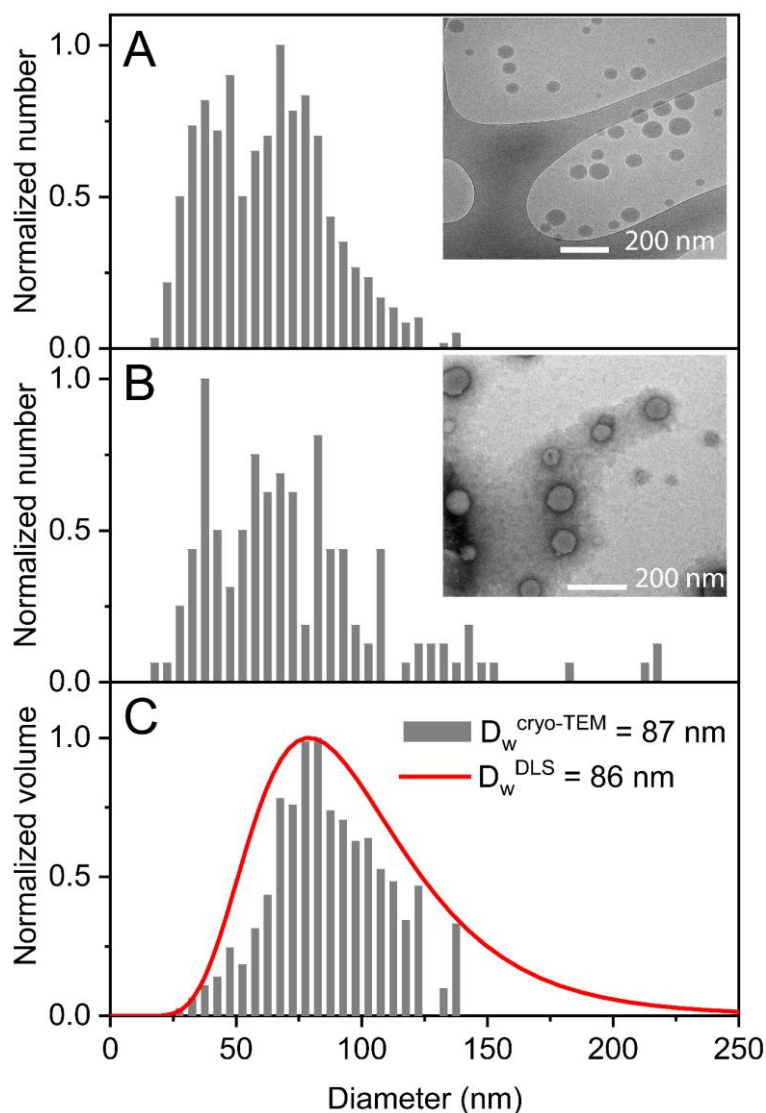 A
Normalized number
1.0
0.5
0.0
200 nm
B
Normalized number
1.0
0.5
0.0
200 nm
C
Normalized volume
1.0
0.5
0.0
D_w^cryo-TEM = 87 nm
D_w^DLS = 86 nm
0 50 100 150 200 250
Diameter (nm)